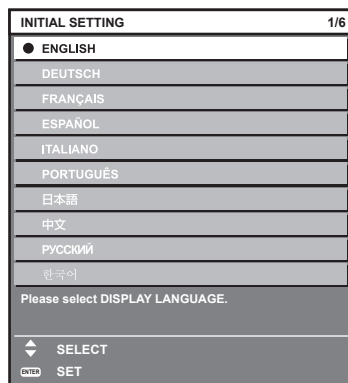 INITIAL SETTING 1/6
ENGLISH
DEUTSCH
FRANÇAIS
ESPAÑOL
ITALIANO
PORTUGUÊS
日本語
中文
РУССКИЙ
한국어
Please select DISPLAY LANGUAGE.
SELECT
ENTER SET